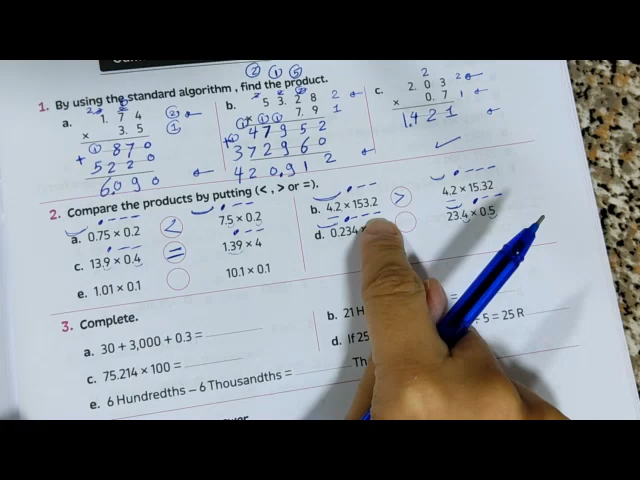 1. By using the standard algorithm , find the product.
a. 1. 7 4
× 3. 5
8 7 0
+ 5 2 2 0
6.0 9 0
b. 5 3. 2 8 2
× 7. 9 1
4 7 9 5 2
+ 3 7 2 9 6 0
4 2 0.9 1 2
c. 2. 0 3 2
× 0. 7 1
1.4 2 1
2. Compare the products by putting (< , > or =).
a. 0.75 × 0.2 < 7.5 × 0.2
b. 4.2 × 153.2 > 4.2 × 15.32
c. 13.9 × 0.4 = 1.39 × 4
d. 0.234 × 23.4 × 0.5
e. 1.01 × 0.1 10.1 × 0.1
3. Complete.
a. 30 + 3,000 + 0.3 =
b. 21 H =
c. 75.214 × 100 =
d. If 25 ÷ 5 = 25 R
e. 6 Hundredths – 6 Thousandths =